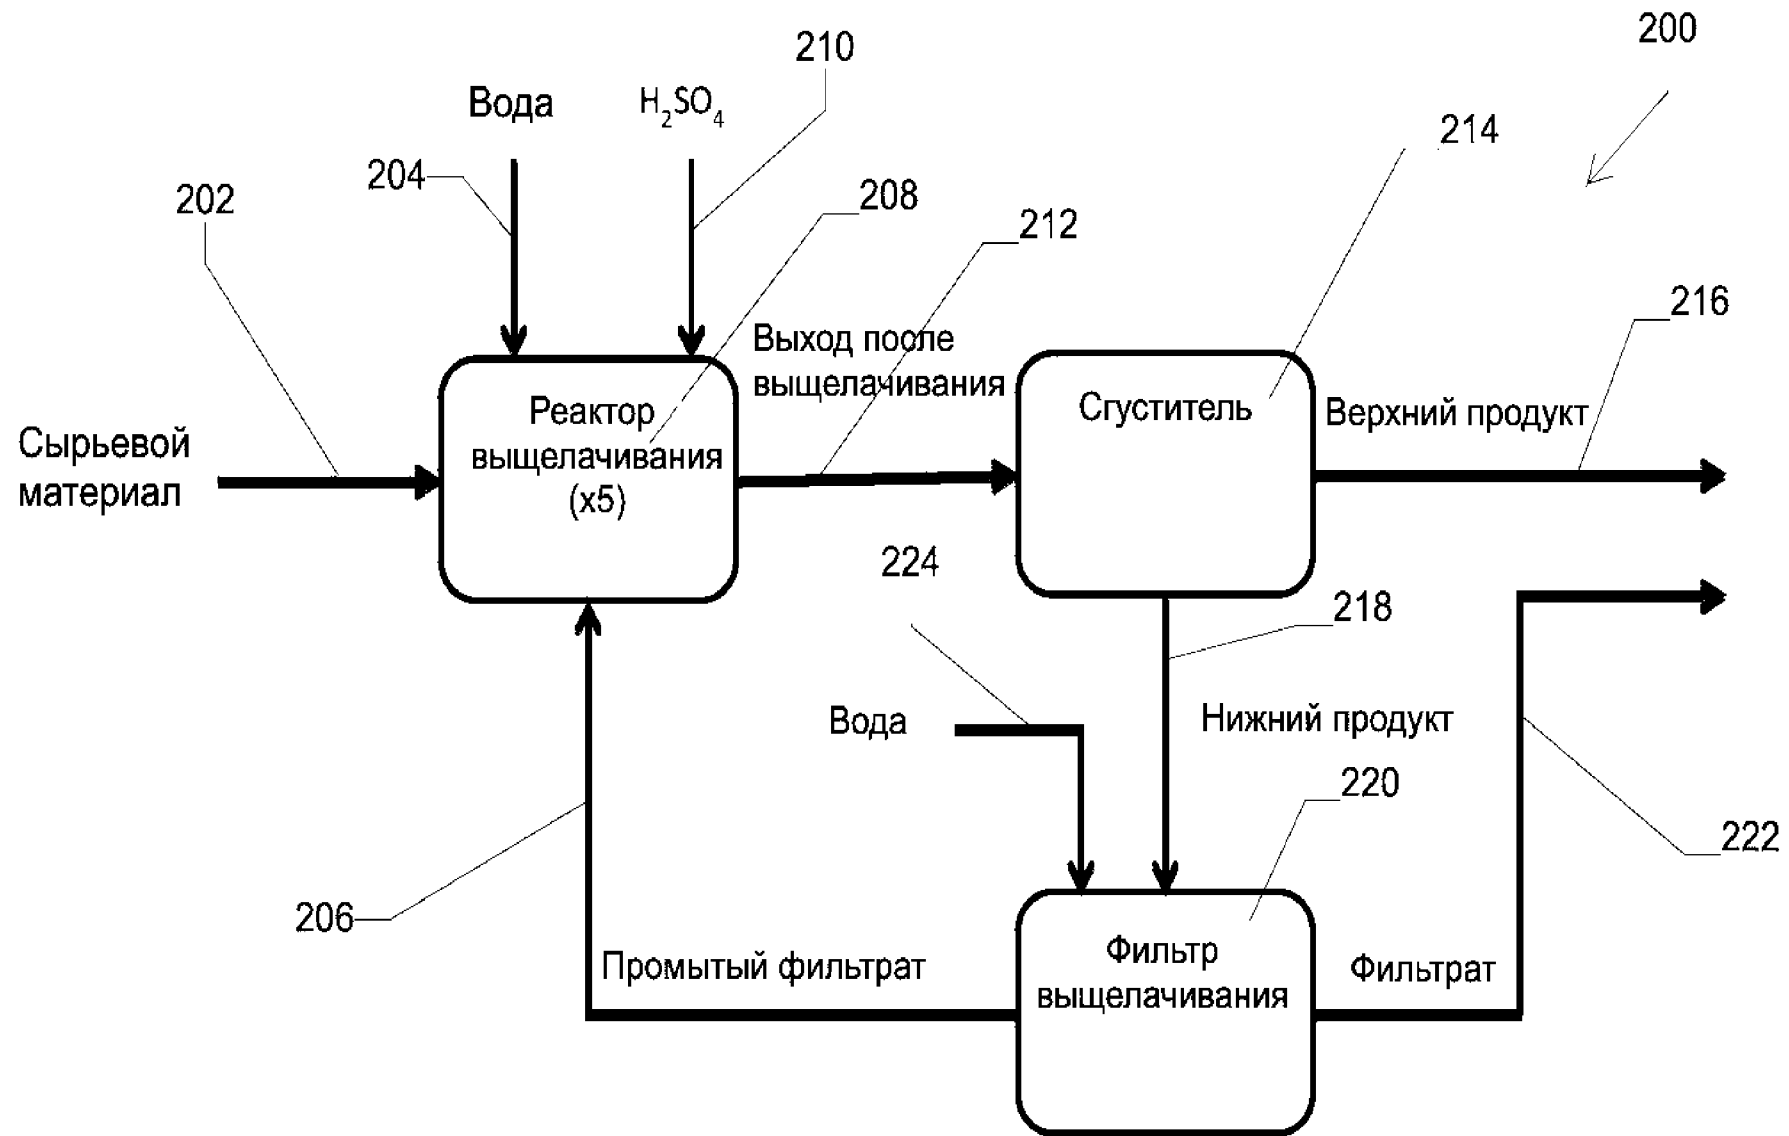 200
210
Вода
H₂SO₄
214
204
202
208
212
216
Выход после
выщелачивания
Реактор
выщелачивания
(x5)
Сгуститель
Верхний продукт
Сырьевой
материал
224
218
Вода
Нижний продукт
220
222
206
Промытый фильтрат
Фильтр
выщелачивания
Фильтрат